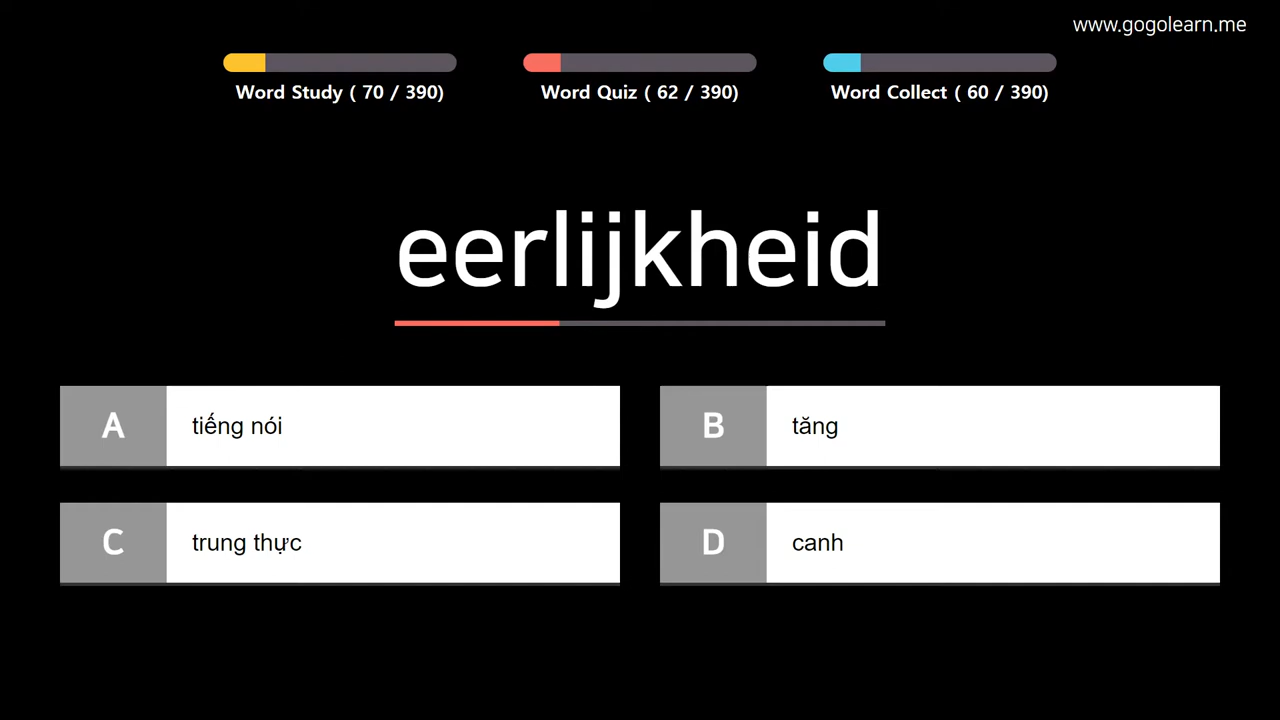 www.gogolearn.me
Word Study ( 70 / 390)
Word Quiz ( 62 / 390)
Word Collect ( 60 / 390)
eerlijkheid
A tiếng nói
B tăng
C trung thực
D canh